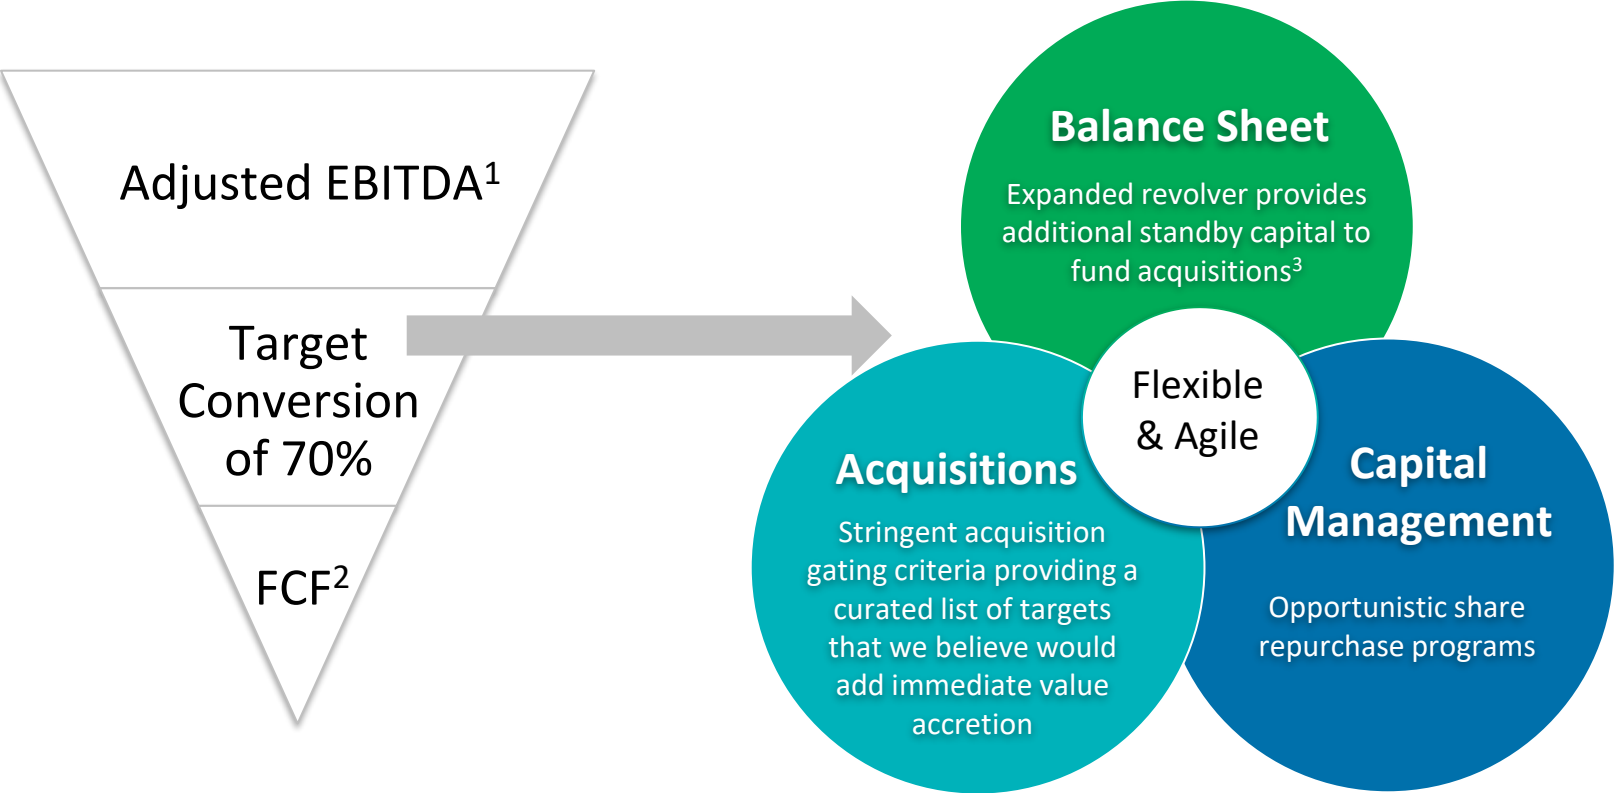 Adjusted EBITDA¹
Target
Conversion
of 70%
FCF²
Balance Sheet
Expanded revolver provides
additional standby capital to
fund acquisitions³
Flexible
& Agile
Acquisitions
Stringent acquisition
gating criteria providing a
curated list of targets
that we believe would
add immediate value
accretion
Capital
Management
Opportunistic share
repurchase programs